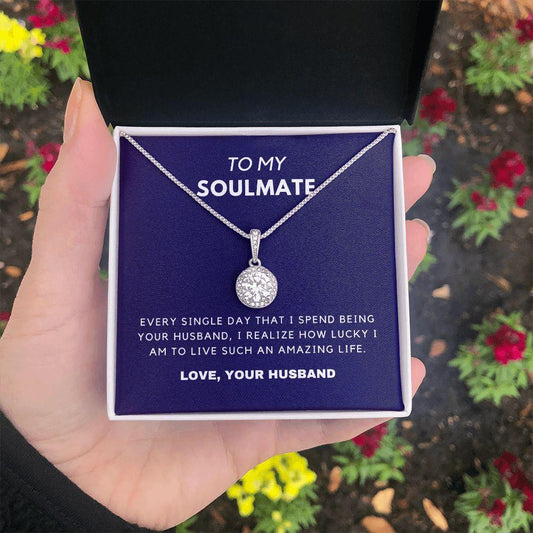 TO MY
SOULMATE
EVERY SINGLE DAY THAT I SPEND BEING
YOUR HUSBAND, I REALIZE HOW LUCKY I
AM TO LIVE SUCH AN AMAZING LIFE.
LOVE, YOUR HUSBAND